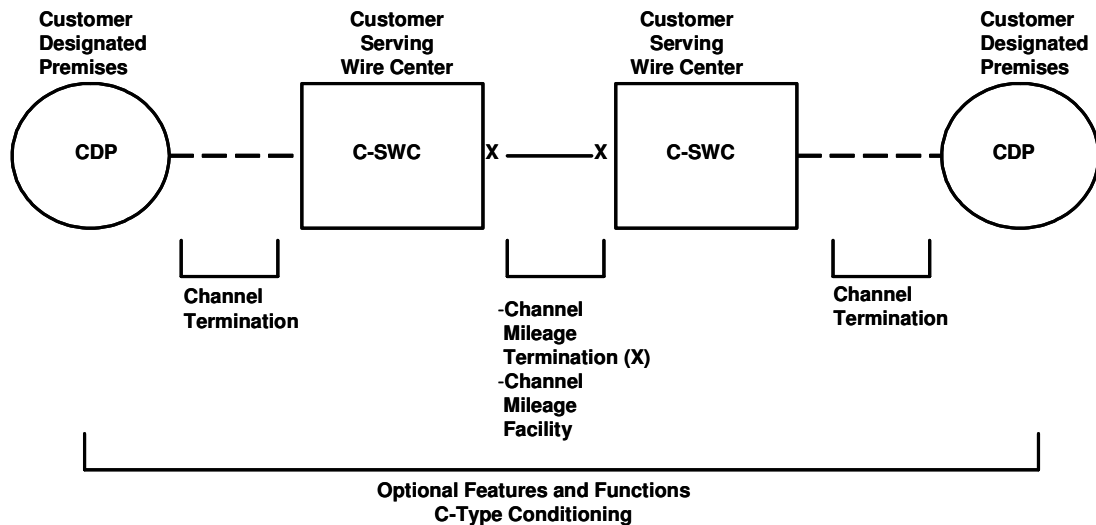 Customer
Designated
Premises
Customer
Serving
Wire Center
Customer
Serving
Wire Center
Customer
Designated
Premises
CDP
C-SWC
X
X
C-SWC
CDP
Channel
Termination
-Channel
Mileage
Termination (X)
-Channel
Mileage
Facility
Channel
Termination
Optional Features and Functions
C-Type Conditioning